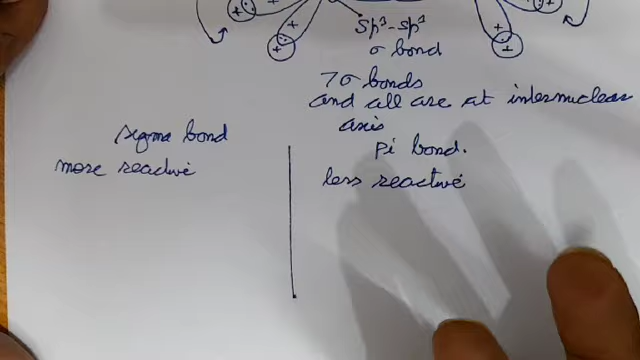 + + + +
+ +
+ +
sp³-sp³
σ bond
7σ bonds
and all are at internuclear
axis
sigma bond
pi bond.
more reactive
less reactive